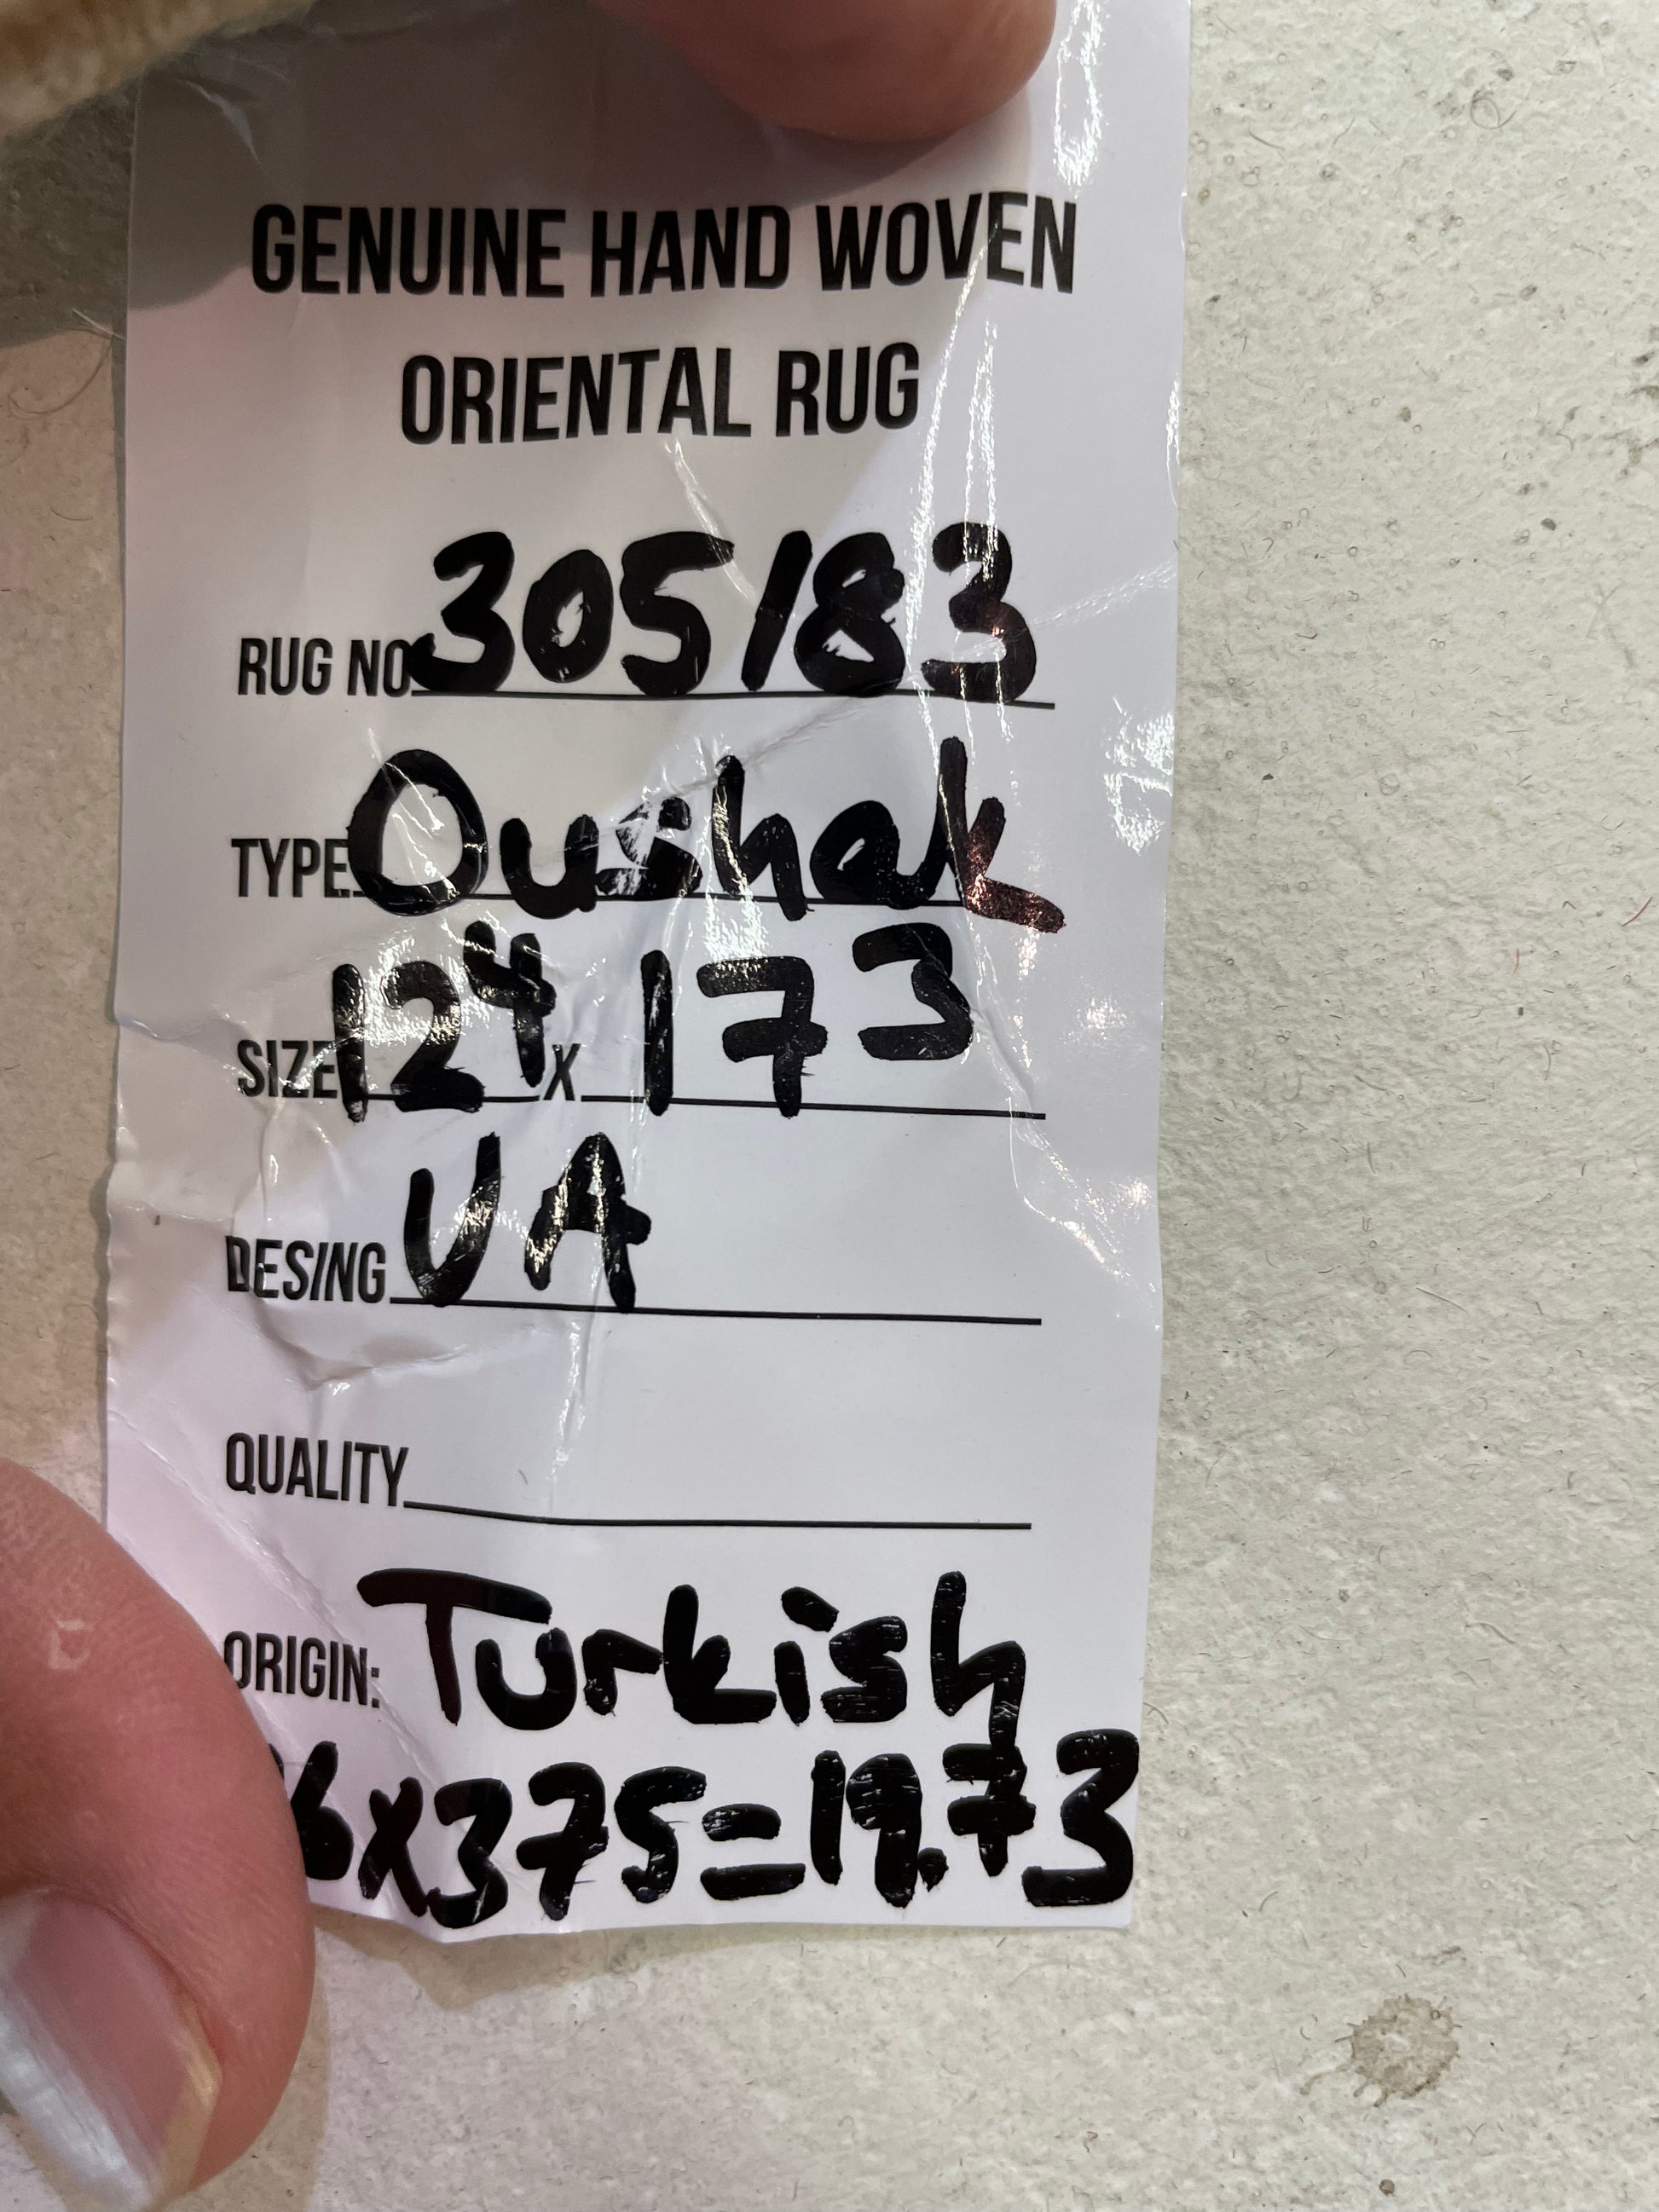 GENUINE HAND WOVEN
ORIENTAL RUG
RUG NO 305183
TYPE. Oushak
SIZE 12⁴ x 17³
DESING UA
QUALITY
ORIGIN: Turkish
6x375=19.73